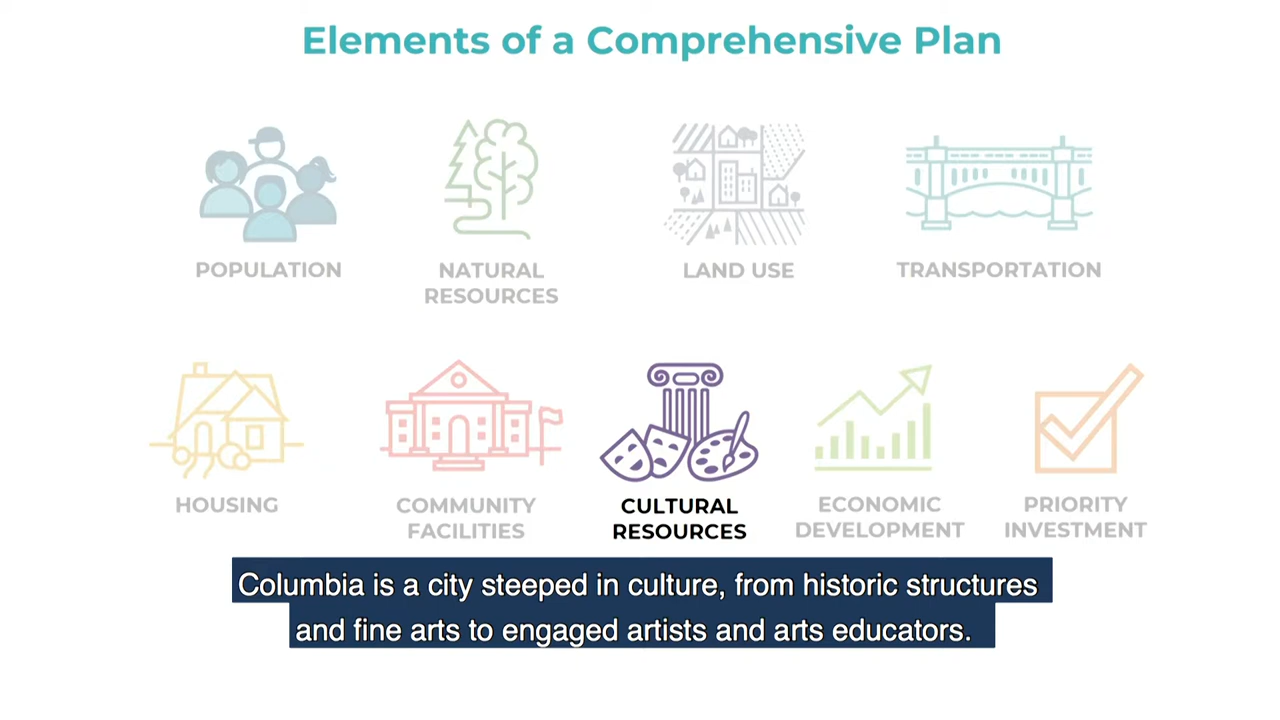 Elements of a Comprehensive Plan
POPULATION
NATURAL
RESOURCES
LAND USE
TRANSPORTATION
HOUSING
COMMUNITY
FACILITIES
CULTURAL
RESOURCES
ECONOMIC
DEVELOPMENT
PRIORITY
INVESTMENT
Columbia is a city steeped in culture, from historic structures
and fine arts to engaged artists and arts educators.